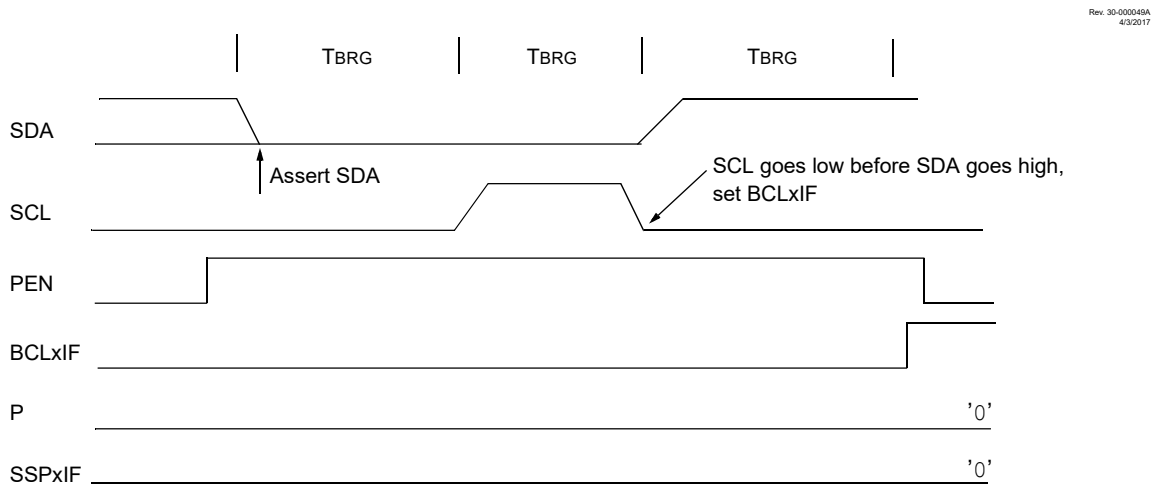 Rev. 30-000049A
4/3/2017
TBRG TBRG TBRG
SDA
Assert SDA
SCL goes low before SDA goes high,
set BCLxIF
SCL
PEN
BCLxIF
P '0'
SSPxIF '0'